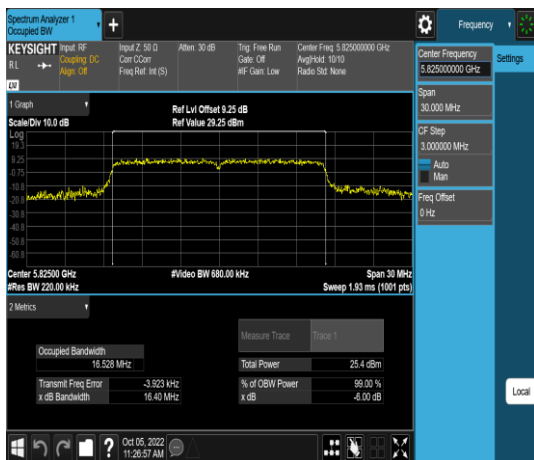 Spectrum Analyzer 1
Occupied BW
Frequency
KEYSIGHT
RL
LXI
Input: RF
Coupling: DC
Align: Off
Input Z: 50 Ω
Corr CCorr
Freq Ref: Int (S)
Atten: 30 dB
Trig: Free Run
Gate: Off
#IF Gain: Low
Center Freq: 5.825000000 GHz
Avg|Hold: 10/10
Radio Std: None
Center Frequency
5.825000000 GHz
Settings
Span
30.000 MHz
CF Step
3.000000 MHz
Auto
Man
Freq Offset
0 Hz
Local
1 Graph
Scale/Div 10.0 dB
Ref Lvl Offset 9.25 dB
Ref Value 29.25 dBm
Log
19.3
9.25
-0.75
-10.8
-20.8
-30.8
-40.8
-50.8
-60.8
Center 5.82500 GHz
#Video BW 680.00 kHz
Span 30 MHz
#Res BW 220.00 kHz
Sweep 1.93 ms (1001 pts)
2 Metrics
Measure Trace
Trace 1
Occupied Bandwidth
16.528 MHz
Total Power
25.4 dBm
Transmit Freq Error
-3.923 kHz
% of OBW Power
99.00 %
x dB Bandwidth
16.40 MHz
x dB
-6.00 dB
Oct 05, 2022
11:26:57 AM